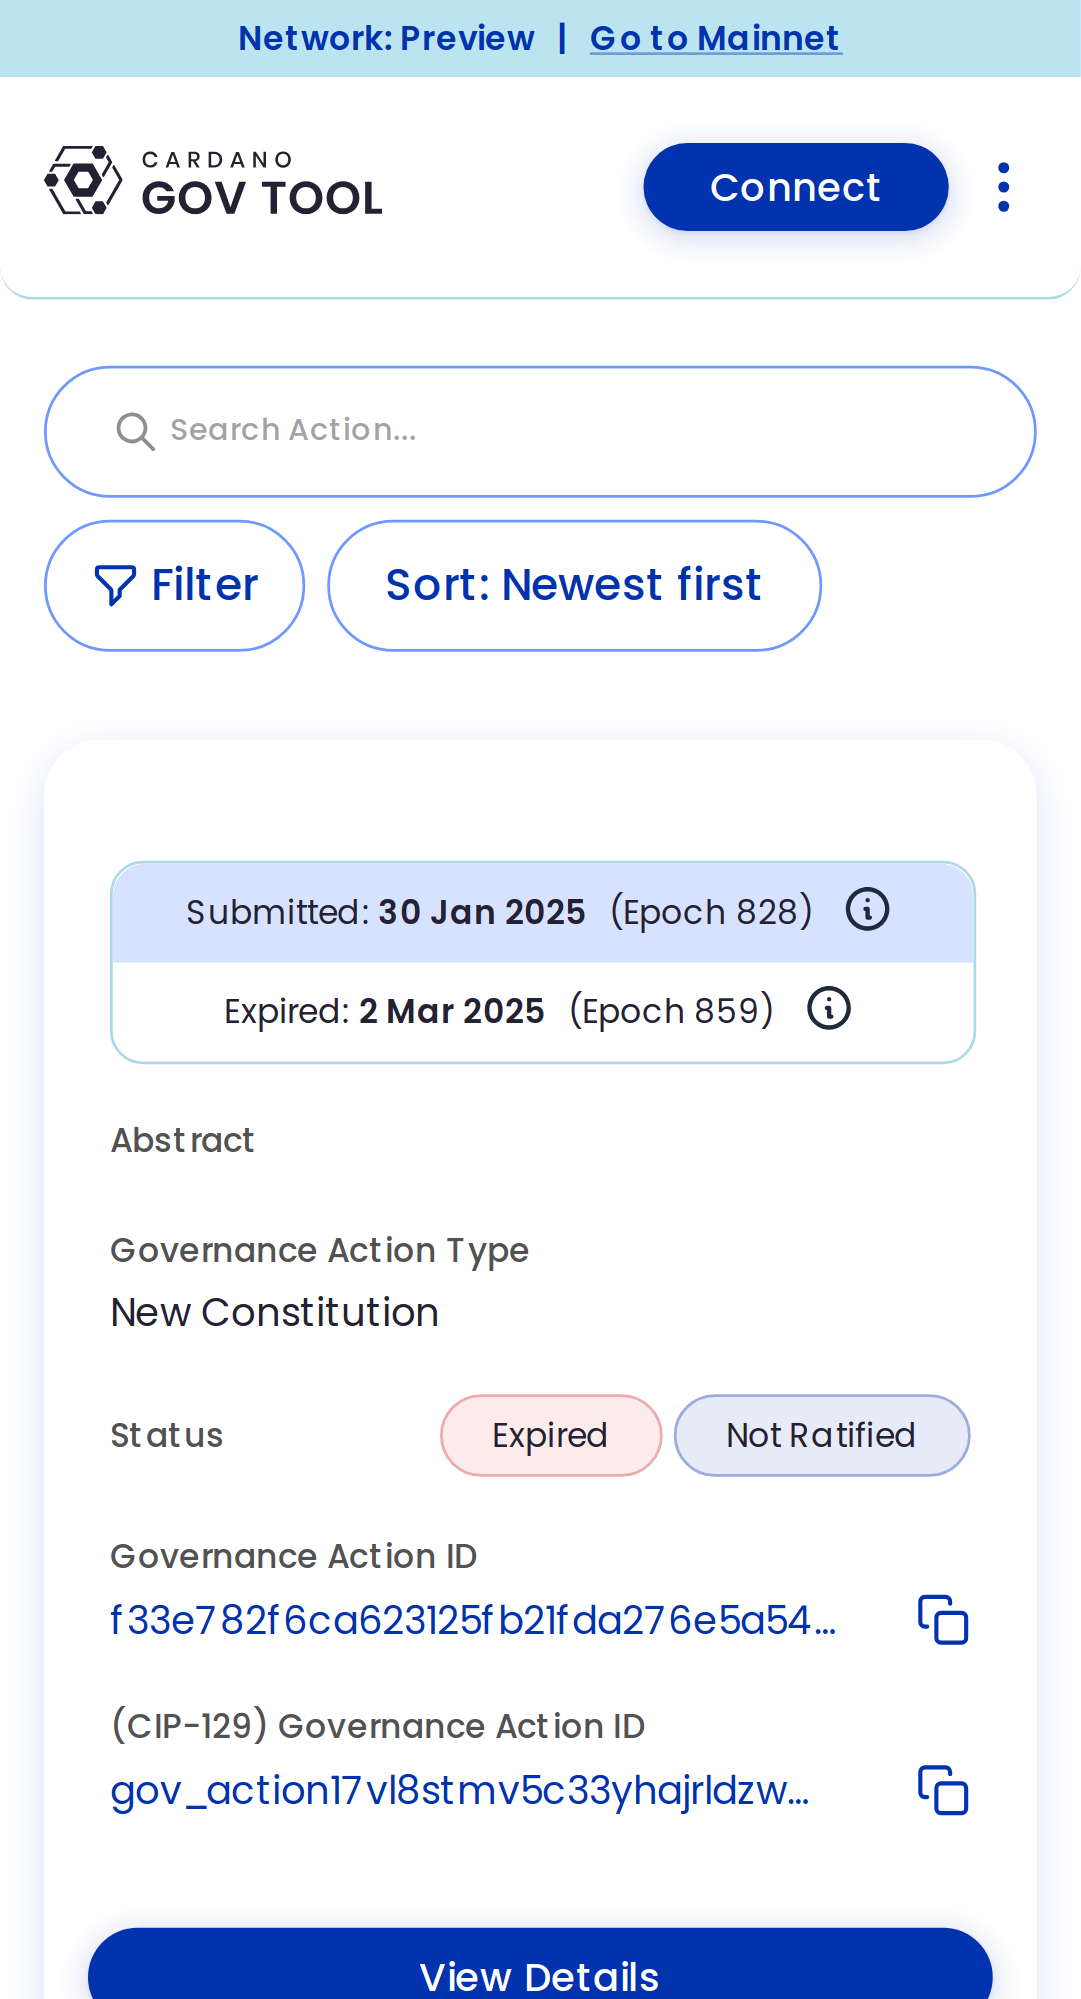 Network: Preview | Go to Mainnet
CARDANO
GOV TOOL
Connect
Search Action...
Filter
Sort: Newest first
Submitted: 30 Jan 2025 (Epoch 828)
Expired: 2 Mar 2025 (Epoch 859)
Abstract
Governance Action Type
New Constitution
Status
Expired
Not Ratified
Governance Action ID
f33e782f6ca623125fb21fda276e5a54...
(CIP-129) Governance Action ID
gov_action17vl8stmv5c33yhajrldzw...
View Details